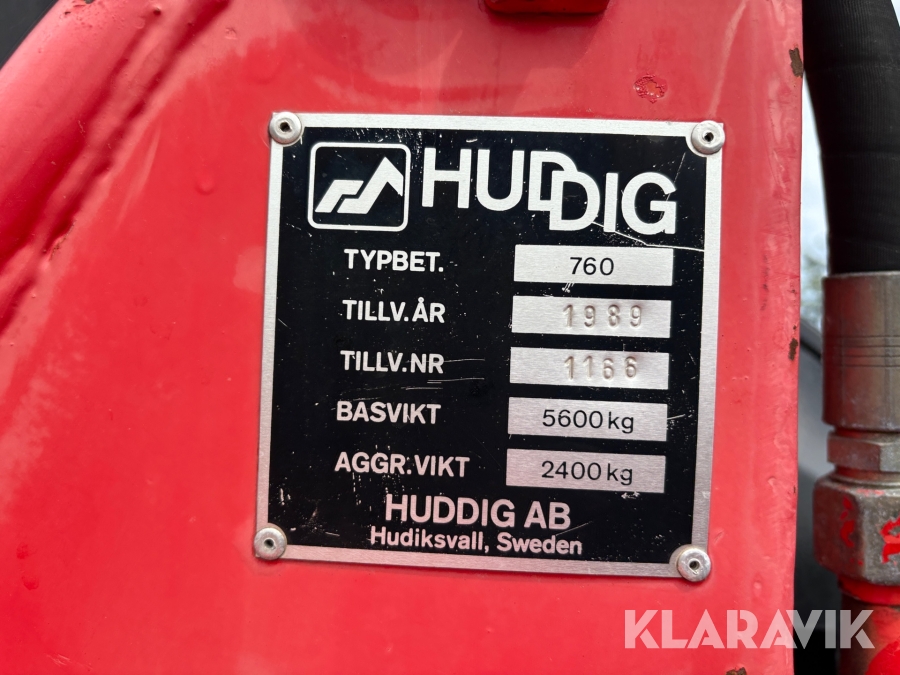 HUDDIG
TYPBET. 760
TILLV.ÅR 1989
TILLV.NR 1166
BASVIKT 5600kg
AGGR.VIKT 2400kg
HUDDIG AB
Hudiksvall, Sweden
KLARAVIK